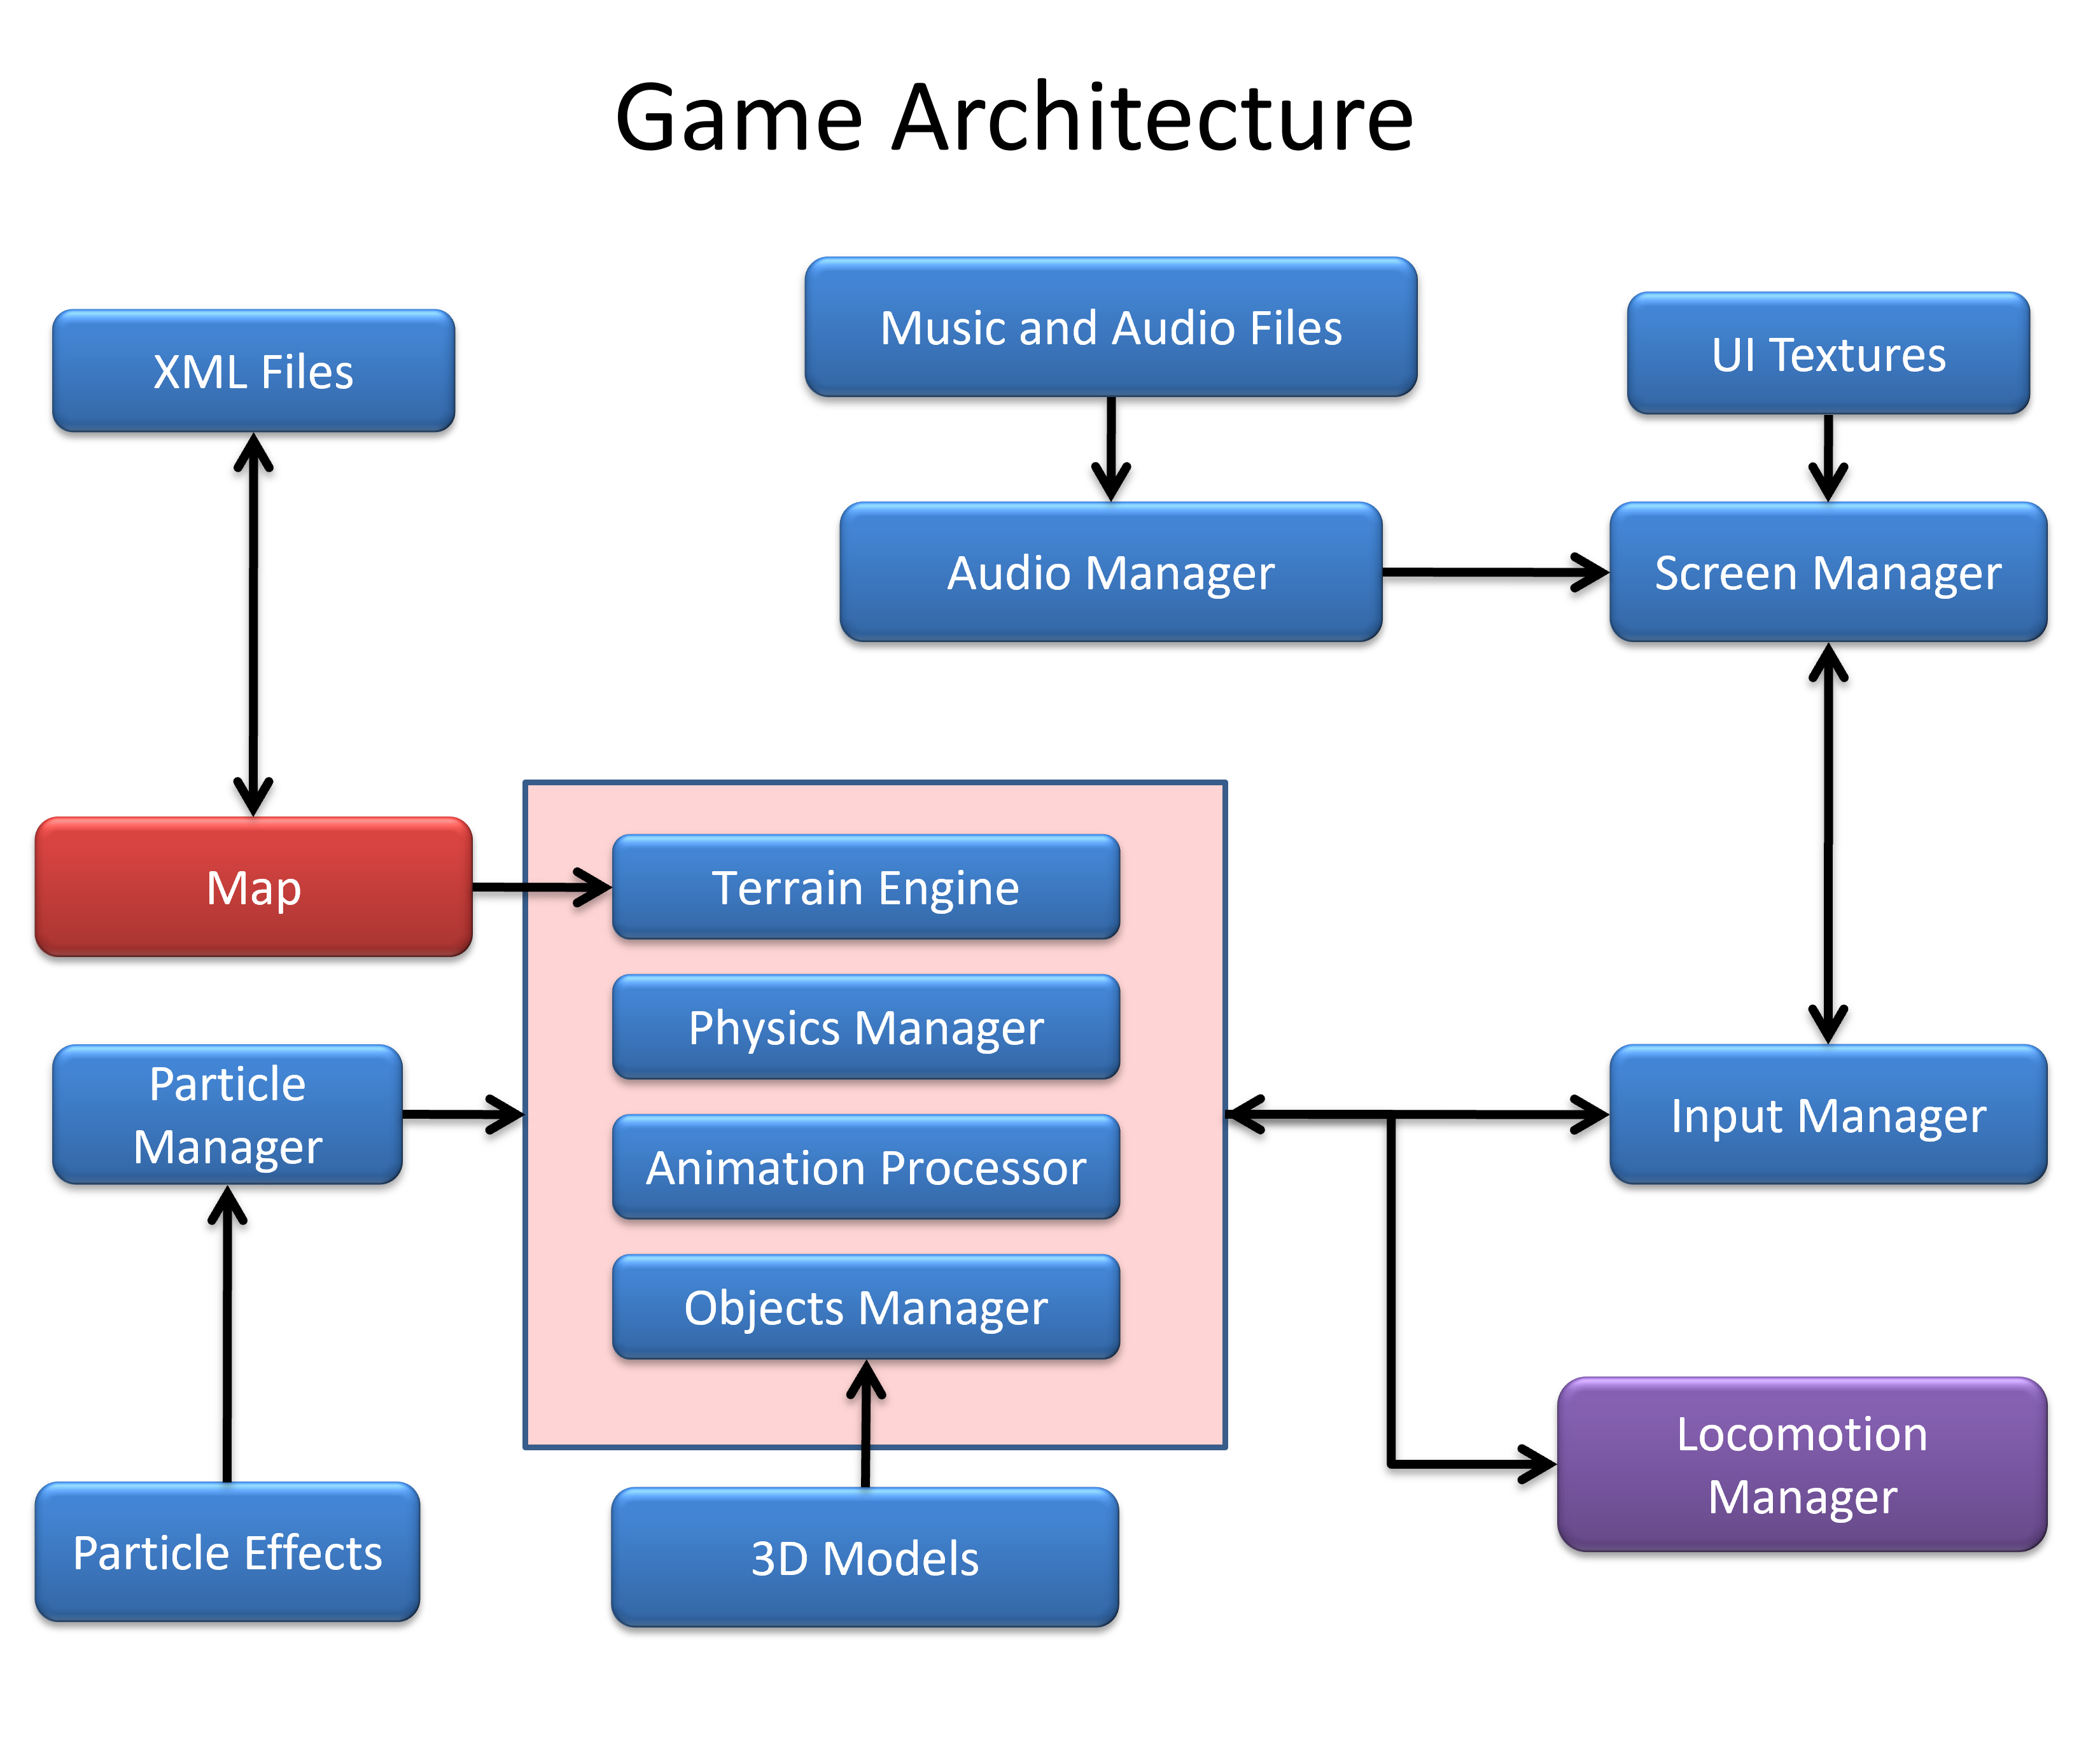 Game Architecture
Music and Audio Files
UI Textures
XML Files
Audio Manager
Screen Manager
Map
Terrain Engine
Physics Manager
Particle
Manager
Animation Processor
Input Manager
Objects Manager
Locomotion
Manager
Particle Effects
3D Models